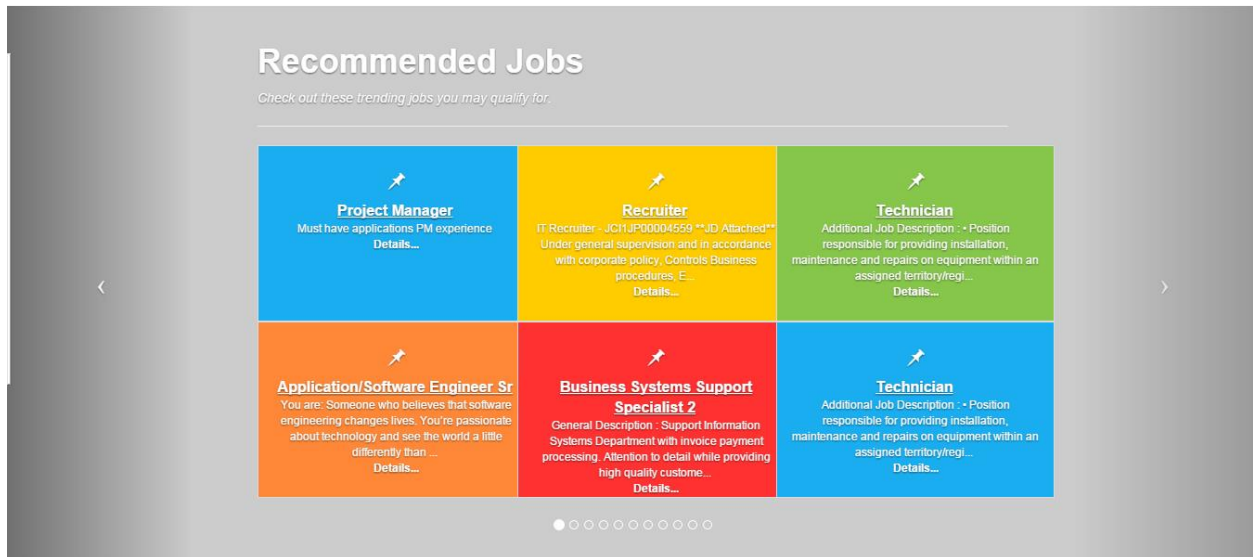 Recommended Jobs
Check out these trending jobs you may qualify for.
Project Manager
Must have applications PM experience
Details...
Recruiter
IT Recruiter - JCI1JP00004559 **JD Attached**
Under general supervision and in accordance
with corporate policy, Controls Business
procedures, E...
Details...
Technician
Additional Job Description : • Position
responsible for providing installation,
maintenance and repairs on equipment within an
assigned territory/regi...
Details...
Application/Software Engineer Sr
You are: Someone who believes that software
engineering changes lives. You're passionate
about technology and see the world a little
differently than ...
Details...
Business Systems Support
Specialist 2
General Description : Support Information
Systems Department with invoice payment
processing. Attention to detail while providing
high quality custome...
Details...
Technician
Additional Job Description : • Position
responsible for providing installation,
maintenance and repairs on equipment within an
assigned territory/regi...
Details...